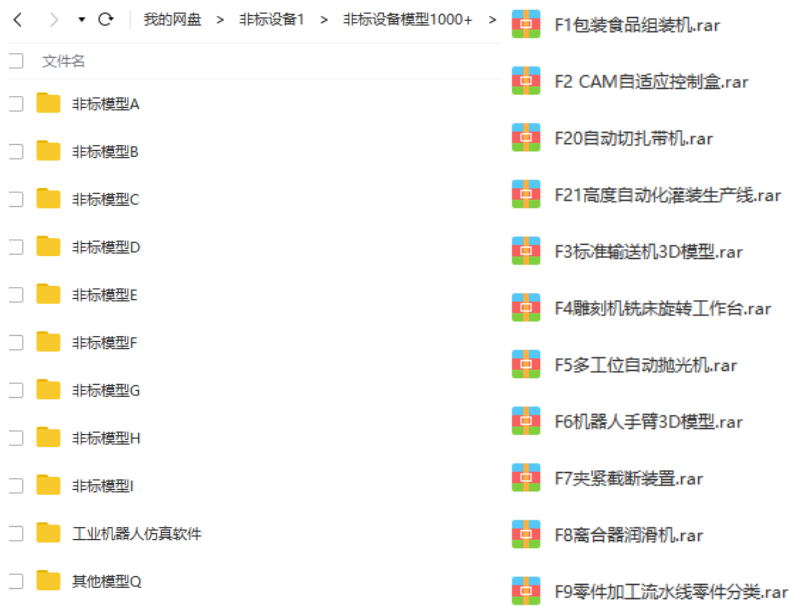 我的网盘 > 非标设备1 > 非标设备模型1000+ >
文件名
非标模型A
非标模型B
非标模型C
非标模型D
非标模型E
非标模型F
非标模型G
非标模型H
非标模型I
工业机器人仿真软件
其他模型Q
F1包装食品组装机.rar
F2 CAM自适应控制盒.rar
F20自动切扎带机.rar
F21高度自动化灌装生产线.rar
F3标准输送机3D模型.rar
F4雕刻机铣床旋转工作台.rar
F5多工位自动抛光机.rar
F6机器人手臂3D模型.rar
F7夹紧截断装置.rar
F8离合器润滑机.rar
F9零件加工流水线零件分类.rar